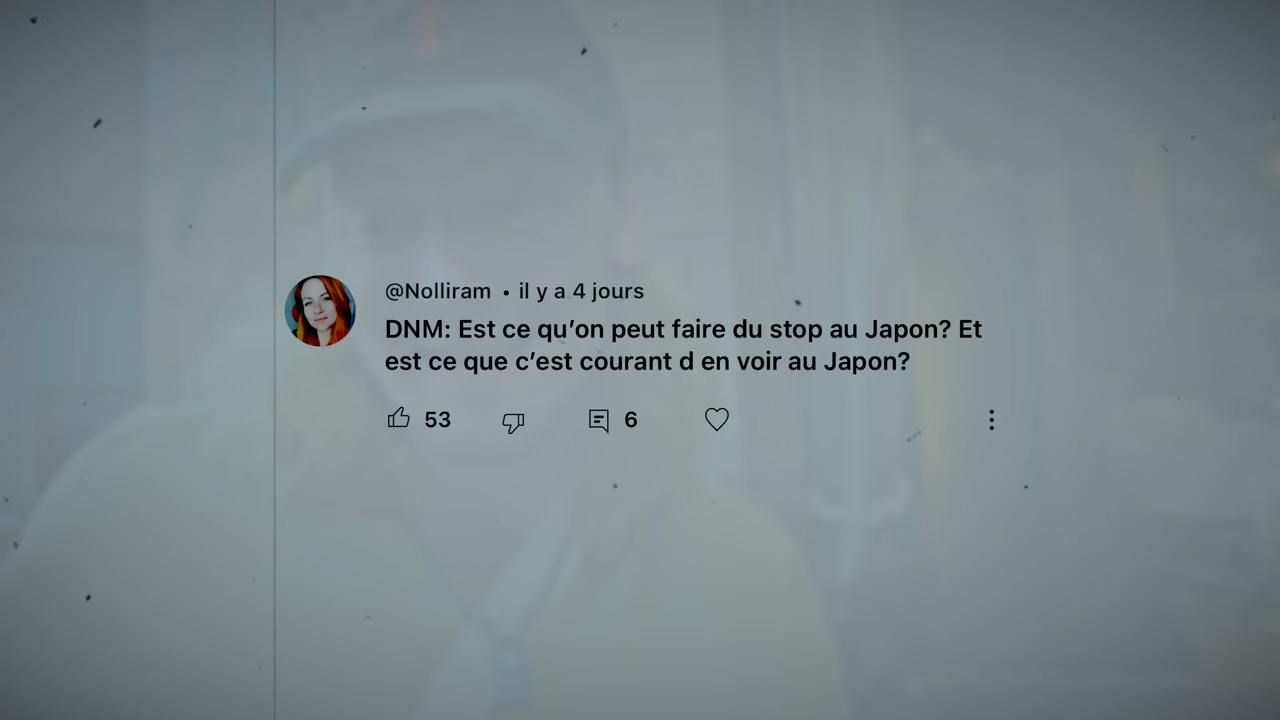 @Nolliram • il y a 4 jours
DNM: Est ce qu’on peut faire du stop au Japon? Et
est ce que c’est courant d en voir au Japon?
53 6